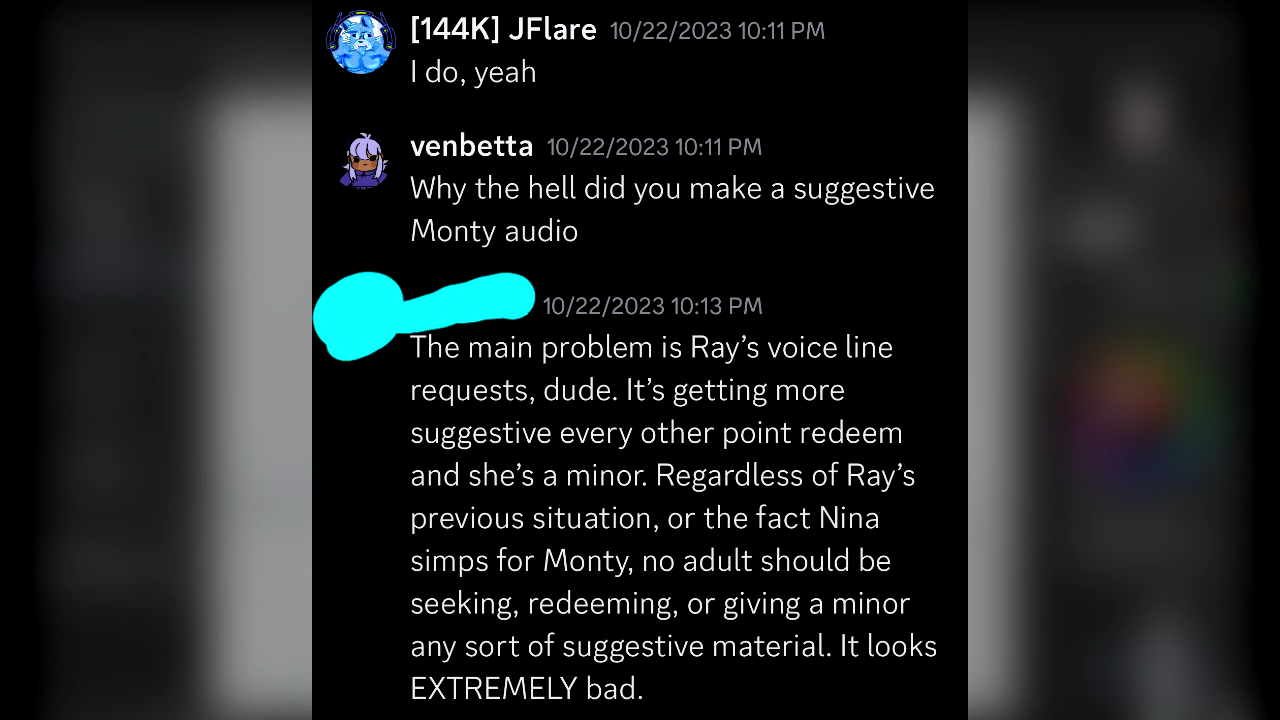 [144K] JFlare 10/22/2023 10:11 PM
I do, yeah
venbetta 10/22/2023 10:11 PM
Why the hell did you make a suggestive
Monty audio
10/22/2023 10:13 PM
The main problem is Ray’s voice line
requests, dude. It’s getting more
suggestive every other point redeem
and she’s a minor. Regardless of Ray’s
previous situation, or the fact Nina
simps for Monty, no adult should be
seeking, redeeming, or giving a minor
any sort of suggestive material. It looks
EXTREMELY bad.